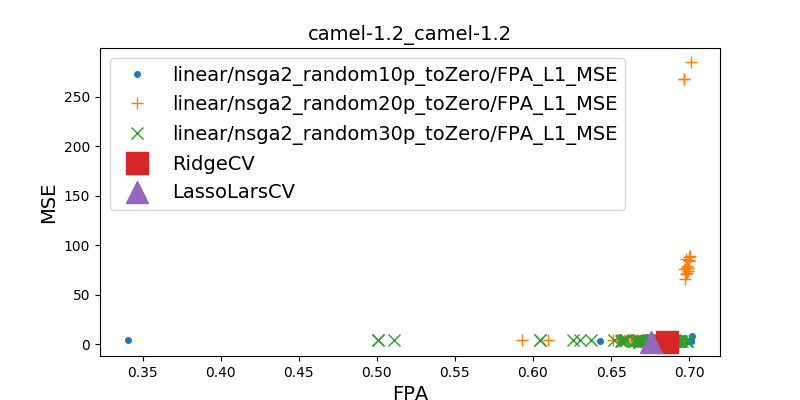 camel-1.2_camel-1.2
linear/nsga2_random10p_toZero/FPA_L1_MSE
linear/nsga2_random20p_toZero/FPA_L1_MSE
linear/nsga2_random30p_toZero/FPA_L1_MSE
RidgeCV
LassoLarsCV
MSE
250
200
150
100
50
0
0.35 0.40 0.45 0.50 0.55 0.60 0.65 0.70
FPA